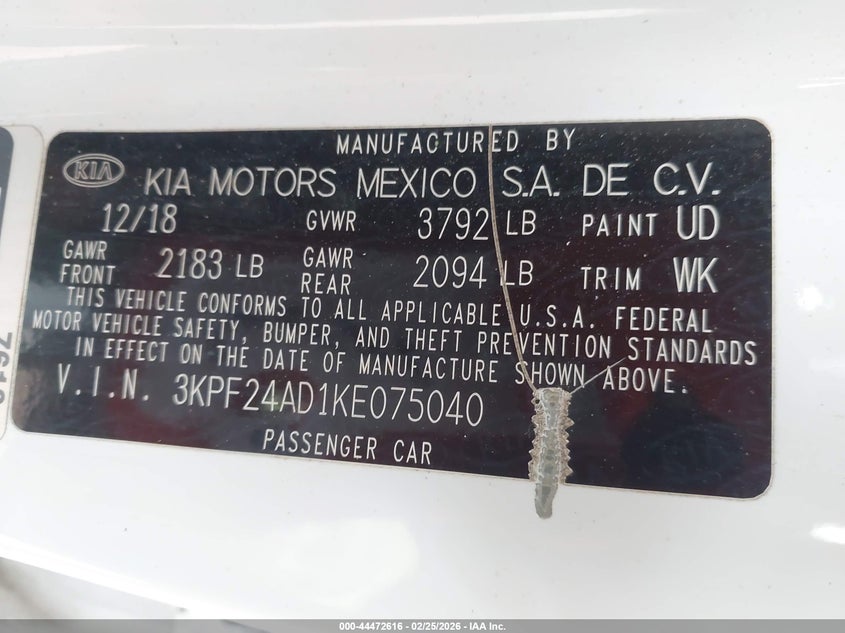 MANUFACTURED BY
KIA KIA MOTORS MEXICO S.A. DE C.V.
12/18 GVWR 3792 LB PAINT UD
GAWR FRONT 2183 LB GAWR REAR 2094 LB TRIM WK
THIS VEHICLE CONFORMS TO ALL APPLICABLE U.S.A. FEDERAL
MOTOR VEHICLE SAFETY, BUMPER, AND THEFT PREVENTION STANDARDS
IN EFFECT ON THE DATE OF MANUFACTURE SHOWN ABOVE.
V.I.N. 3KPF24AD1KE075040
PASSENGER CAR
000-44472616 - 02/25/2026 - IAA Inc.